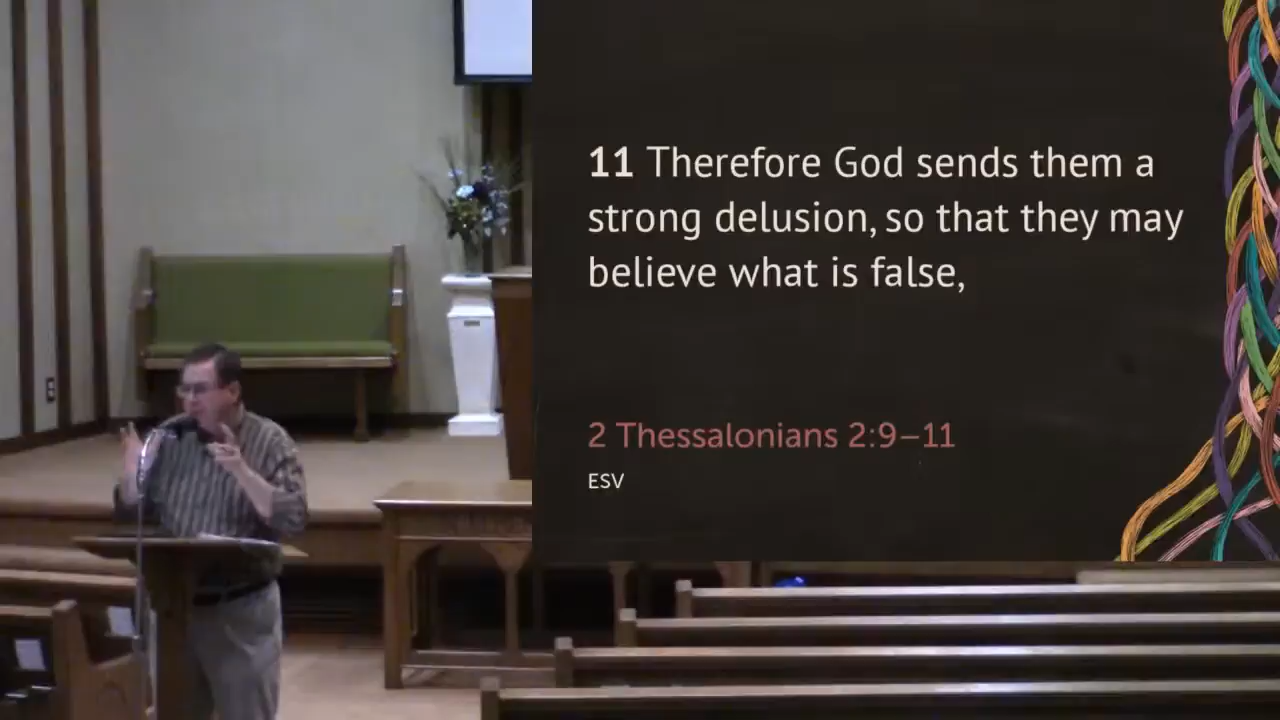 11 Therefore God sends them a
strong delusion, so that they may
believe what is false,
2 Thessalonians 2:9–11
ESV